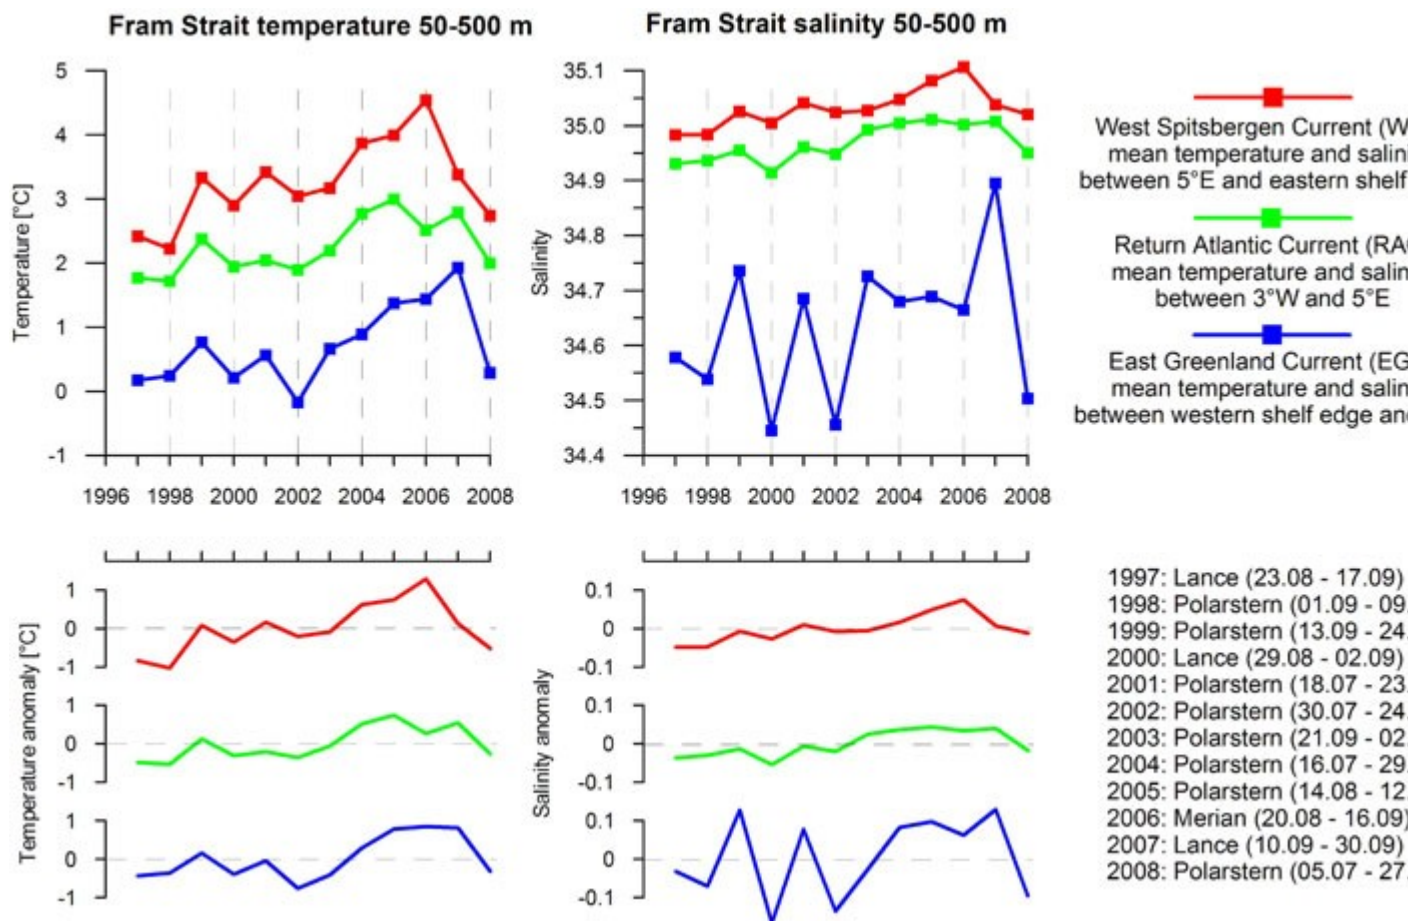 Fram Strait temperature 50-500 m
5
4
3
2
1
0
-1
Temperature [°C]
1996 1998 2000 2002 2004 2006 2008
Fram Strait salinity 50-500 m
35.1
35.0
34.9
34.8
34.7
34.6
34.5
34.4
Salinity
1996 1998 2000 2002 2004 2006 2008
West Spitsbergen Current (W
mean temperature and salini
between 5°E and eastern shelf
Return Atlantic Current (RA
mean temperature and salin
between 3°W and 5°E
East Greenland Current (EG
mean temperature and salin
between western shelf edge an
Temperature anomaly [°C]
1
0
-1
1
0
-1
1
0
-1
Salinity anomaly
0.1
0
-0.1
0.1
0
-0.1
0.1
0
-0.1
1997: Lance (23.08 - 17.09)
1998: Polarstern (01.09 - 09.
1999: Polarstern (13.09 - 24.
2000: Lance (29.08 - 02.09)
2001: Polarstern (18.07 - 23.
2002: Polarstern (30.07 - 24.
2003: Polarstern (21.09 - 02.
2004: Polarstern (16.07 - 29.
2005: Polarstern (14.08 - 12.
2006: Merian (20.08 - 16.09)
2007: Lance (10.09 - 30.09)
2008: Polarstern (05.07 - 27.